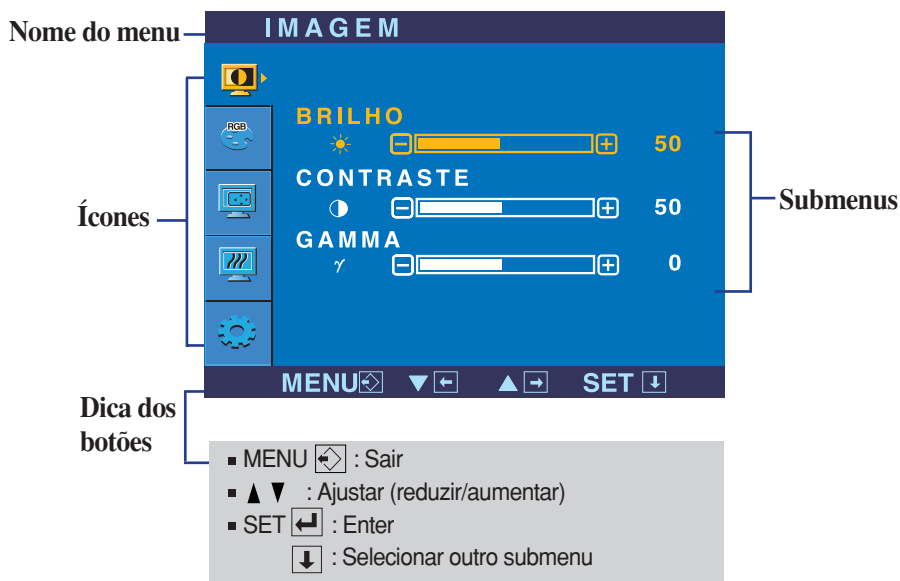 Nome do menu
IMAGEM
RGB
BRILHO
50
CONTRASTE
50
Ícones
Submenus
GAMMA
γ
0
MENU ▼ ← ▲ → SET ↓
Dica dos
botões
▪ MENU : Sair
▪ ▲ ▼ : Ajustar (reduzir/aumentar)
▪ SET ↵ : Enter
↓ : Selecionar outro submenu